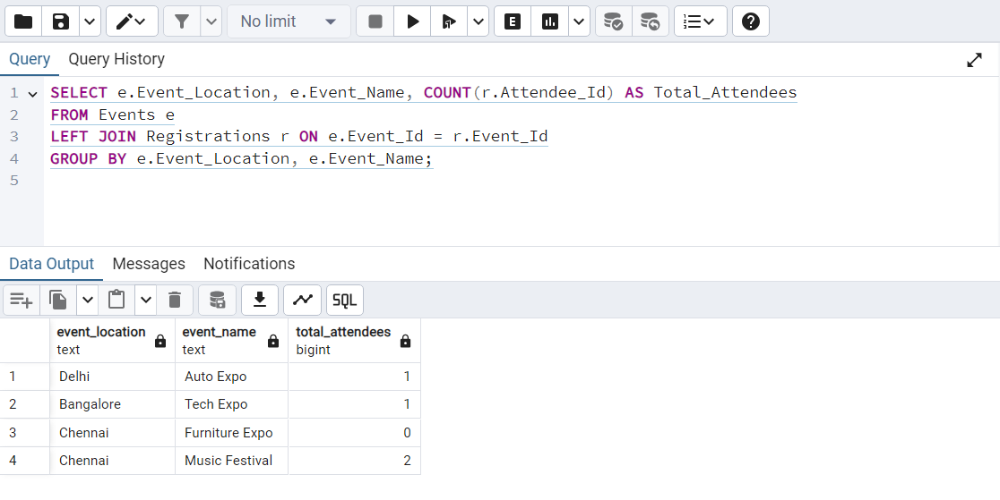 No limit
E
Query Query History
1 SELECT e.Event_Location, e.Event_Name, COUNT(r.Attendee_Id) AS Total_Attendees
2 FROM Events e
3 LEFT JOIN Registrations r ON e.Event_Id = r.Event_Id
4 GROUP BY e.Event_Location, e.Event_Name;
5
Data Output Messages Notifications
SQL
event_location event_name total_attendees
text text bigint
1 Delhi Auto Expo 1
2 Bangalore Tech Expo 1
3 Chennai Furniture Expo 0
4 Chennai Music Festival 2